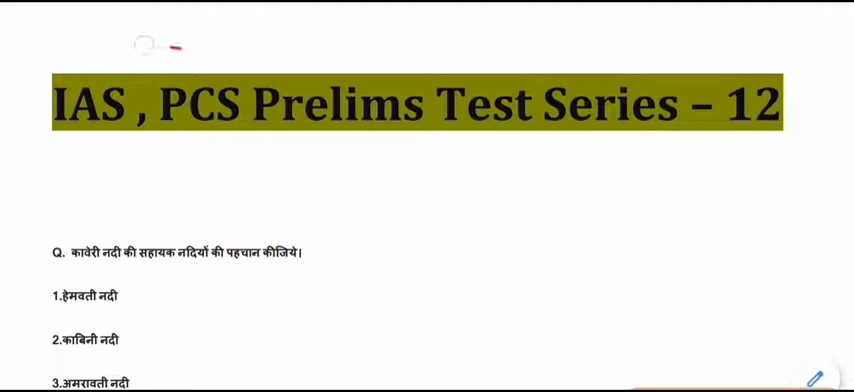 IAS , PCS Prelims Test Series – 12
Q. कावेरी नदी की सहायक नदियों की पहचान कीजिये।
1.हेमवती नदी
2.काबिनी नदी
3.अमरावती नदी